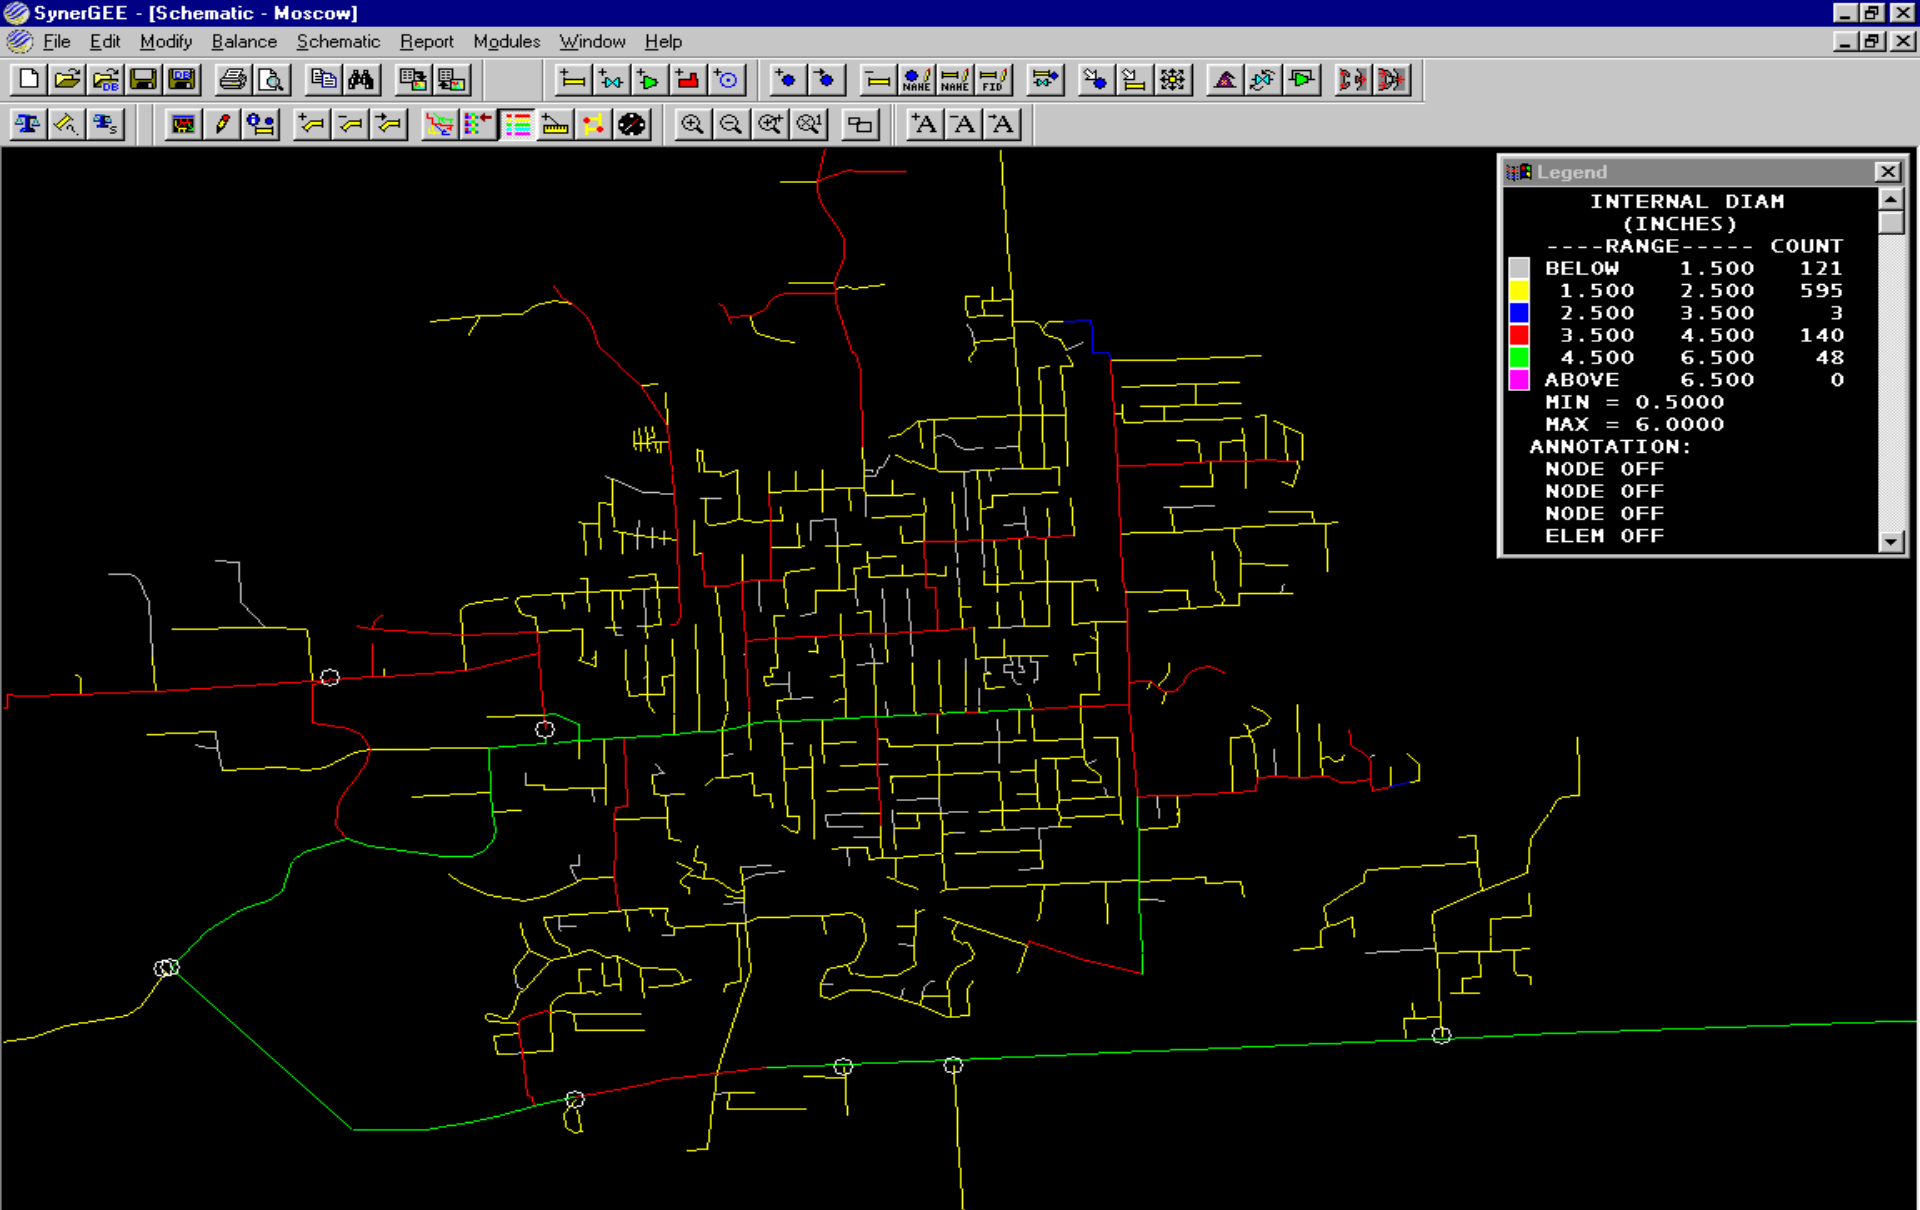 SynerGEE - [Schematic - Moscow]
File Edit Modify Balance Schematic Report Modules Window Help
DB DB NAME NAME FID
S 1 +A -A →A
Legend
INTERNAL DIAM
(INCHES)
----RANGE----- COUNT
BELOW 1.500 121
1.500 2.500 595
2.500 3.500 3
3.500 4.500 140
4.500 6.500 48
ABOVE 6.500 0
MIN = 0.5000
MAX = 6.0000
ANNOTATION:
NODE OFF
NODE OFF
NODE OFF
ELEM OFF